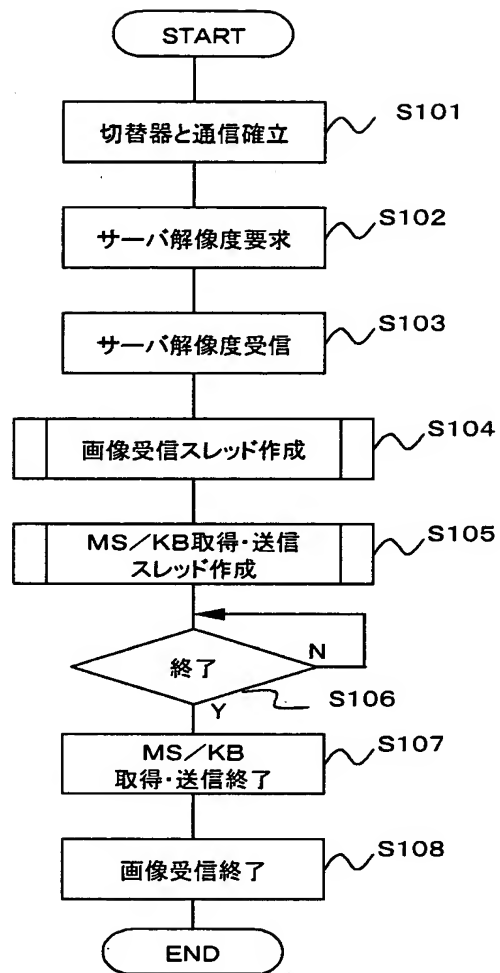 START
切替器と通信確立
S101
サーバ解像度要求
S102
サーバ解像度受信
S103
画像受信スレッド作成
S104
MS／KB取得・送信
スレッド作成
S105
終了
N
Y
S106
MS／KB
取得・送信終了
S107
画像受信終了
S108
END